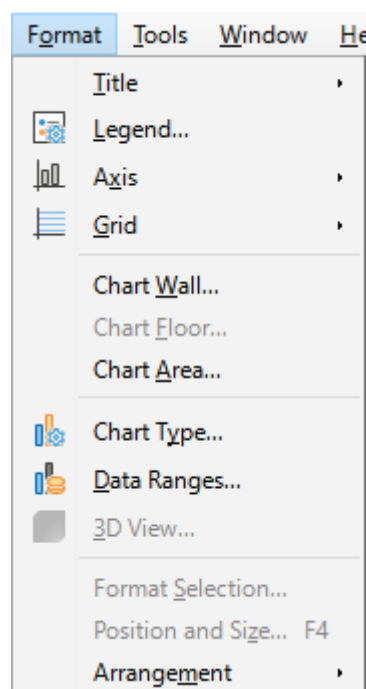 Format Tools Window He
Title
Legend...
Axis
Grid
Chart Wall...
Chart Floor...
Chart Area...
Chart Type...
Data Ranges...
3D View...
Format Selection...
Position and Size... F4
Arrangement